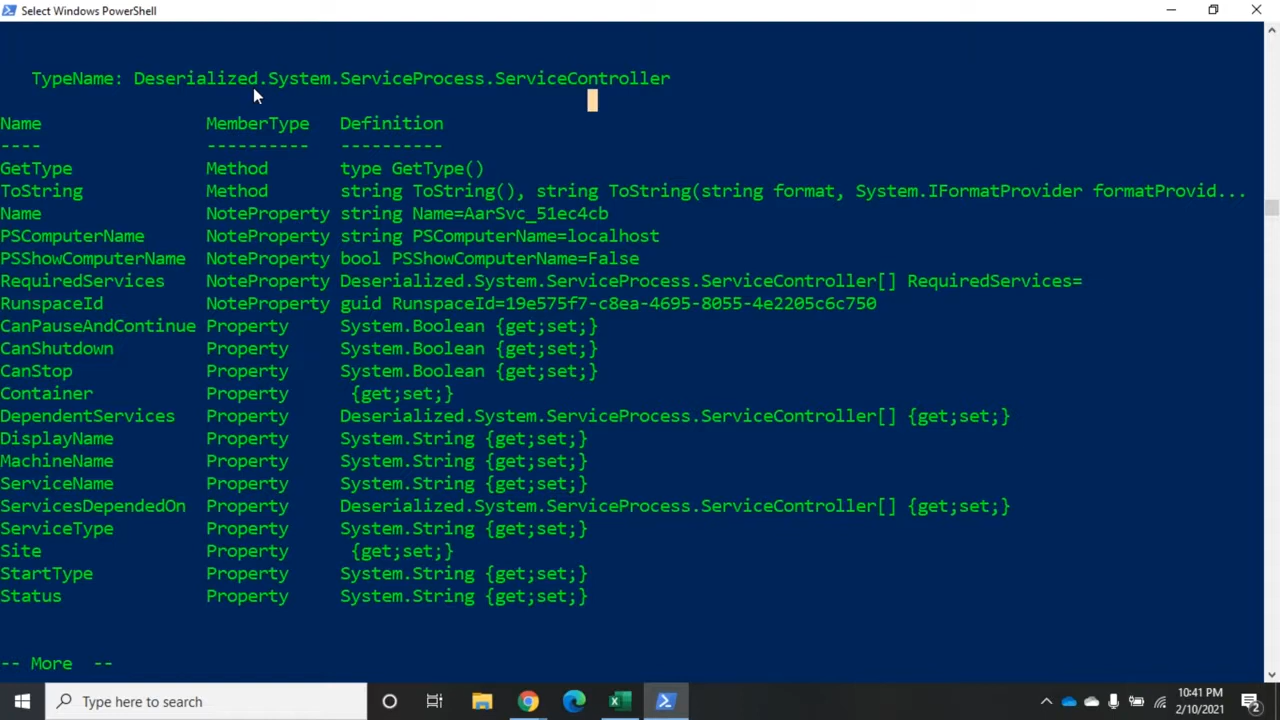 Select Windows PowerShell
TypeName: Deserialized.System.ServiceProcess.ServiceController
Name MemberType Definition
---- ---------- ----------
GetType Method type GetType()
ToString Method string ToString(), string ToString(string format, System.IFormatProvider formatProvid...
Name NoteProperty string Name=AarSvc_51ec4cb
PSComputerName NoteProperty string PSComputerName=localhost
PSShowComputerName NoteProperty bool PSShowComputerName=False
RequiredServices NoteProperty Deserialized.System.ServiceProcess.ServiceController[] RequiredServices=
RunspaceId NoteProperty guid RunspaceId=19e575f7-c8ea-4695-8055-4e2205c6c750
CanPauseAndContinue Property System.Boolean {get;set;}
CanShutdown Property System.Boolean {get;set;}
CanStop Property System.Boolean {get;set;}
Container Property {get;set;}
DependentServices Property Deserialized.System.ServiceProcess.ServiceController[] {get;set;}
DisplayName Property System.String {get;set;}
MachineName Property System.String {get;set;}
ServiceName Property System.String {get;set;}
ServicesDependedOn Property Deserialized.System.ServiceProcess.ServiceController[] {get;set;}
ServiceType Property System.String {get;set;}
Site Property {get;set;}
StartType Property System.String {get;set;}
Status Property System.String {get;set;}
-- More --
Type here to search
10:41 PM
2/10/2021
2